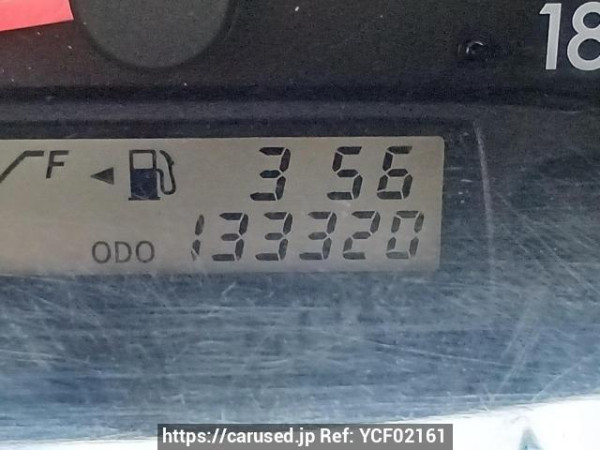 18
F 3 56
ODO 133320
https://carused.jp Ref: YCF02161